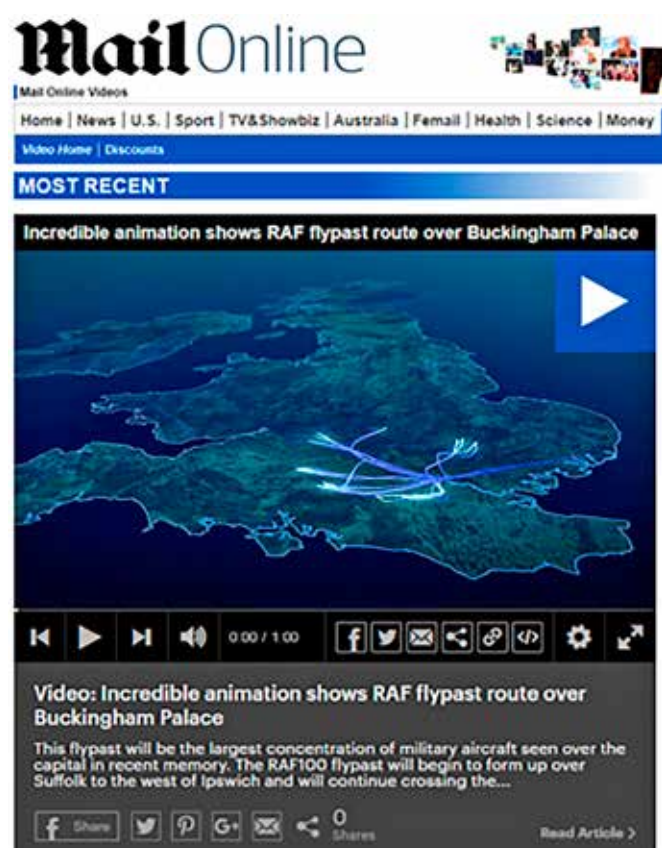 Mail Online
Mail Online Videos
Home | News | U.S. | Sport | TV&Showbiz | Australia | Femail | Health | Science | Money
Video Home | Discounts
MOST RECENT
Incredible animation shows RAF flypast route over Buckingham Palace
0:00 / 1:00
Video: Incredible animation shows RAF flypast route over
Buckingham Palace
This flypast will be the largest concentration of military aircraft seen over the
capital in recent memory. The RAF100 flypast will begin to form up over
Suffolk to the west of Ipswich and will continue crossing the...
f Share G+ 0
Shares
Read Article >